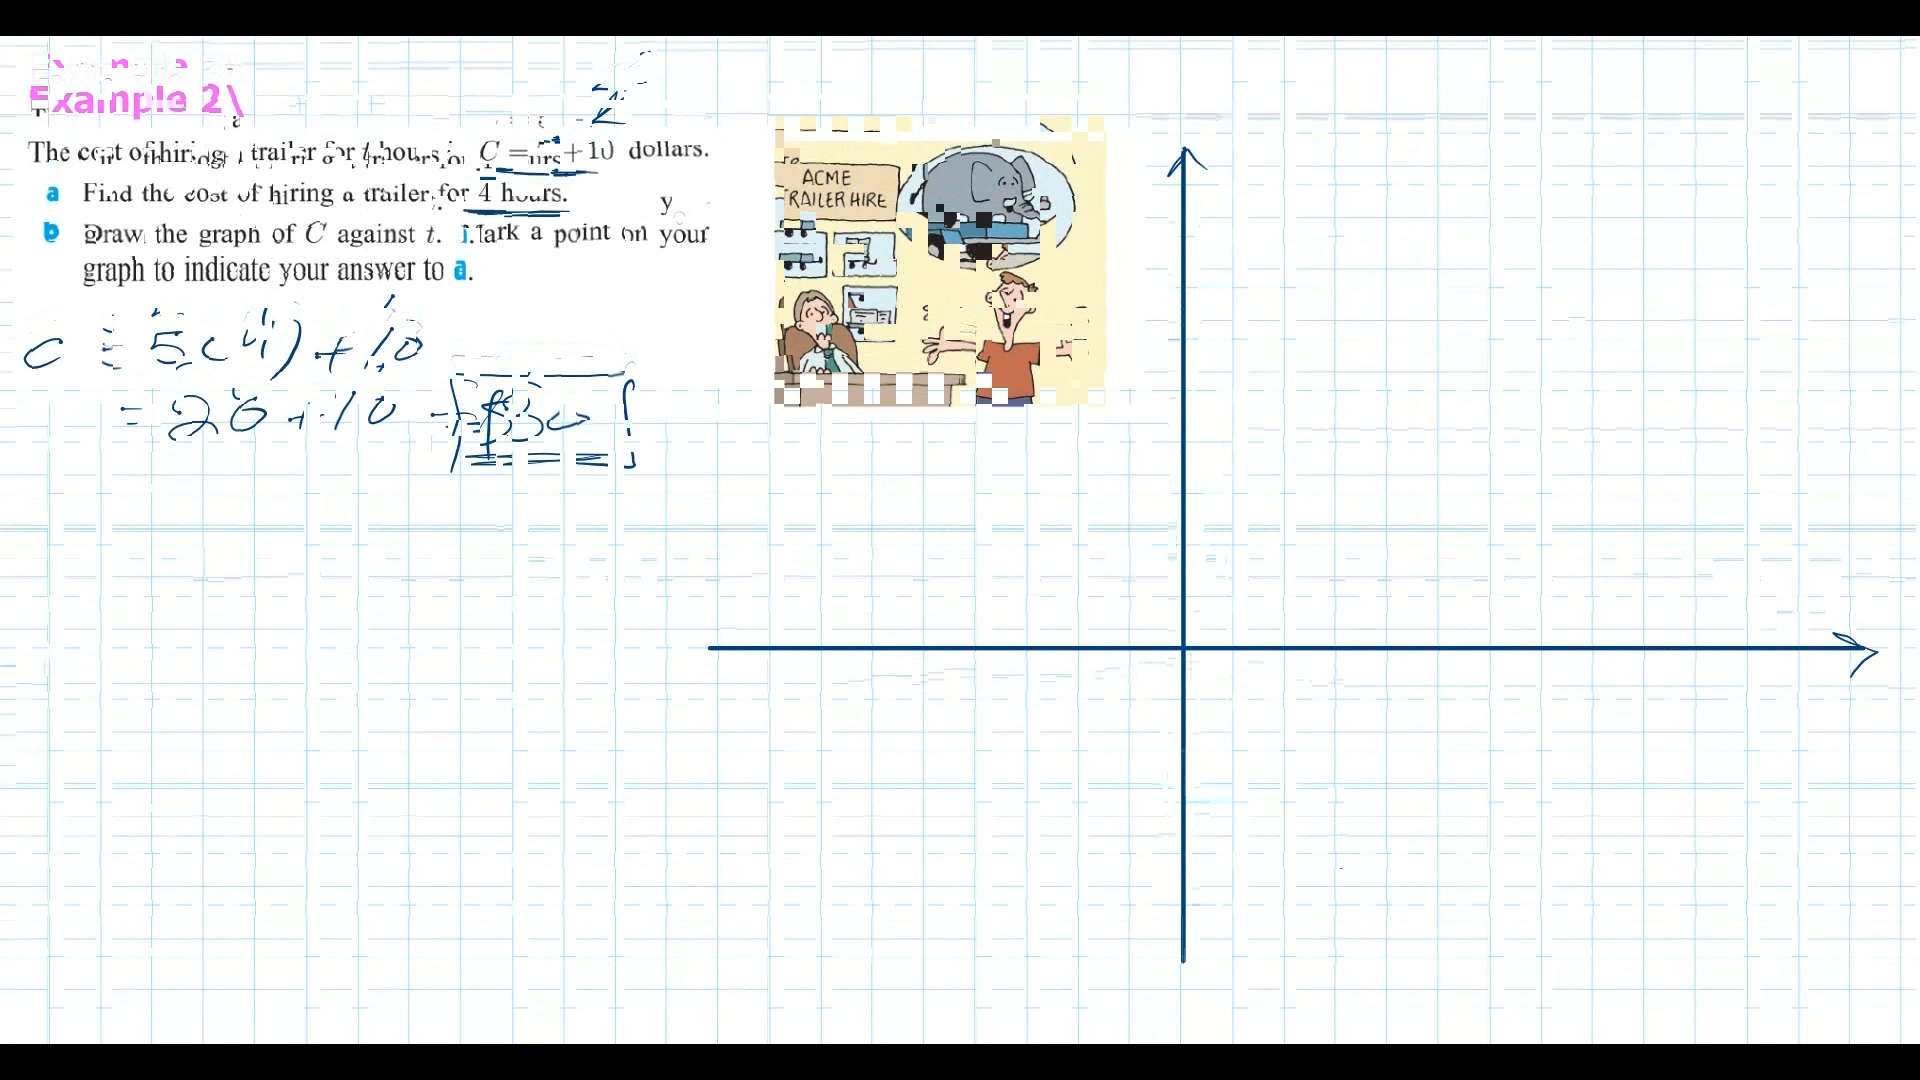 Example 2\
The cost of hiring trailer for t hours C = + 10 dollars.
a Find the cost of hiring a trailer for 4 hours.
b Draw the graph of C against t. Mark a point on your
graph to indicate your answer to a.
C = 5(4) + 10
= 20 + 10 = $30
ACME
TRAILER HIRE